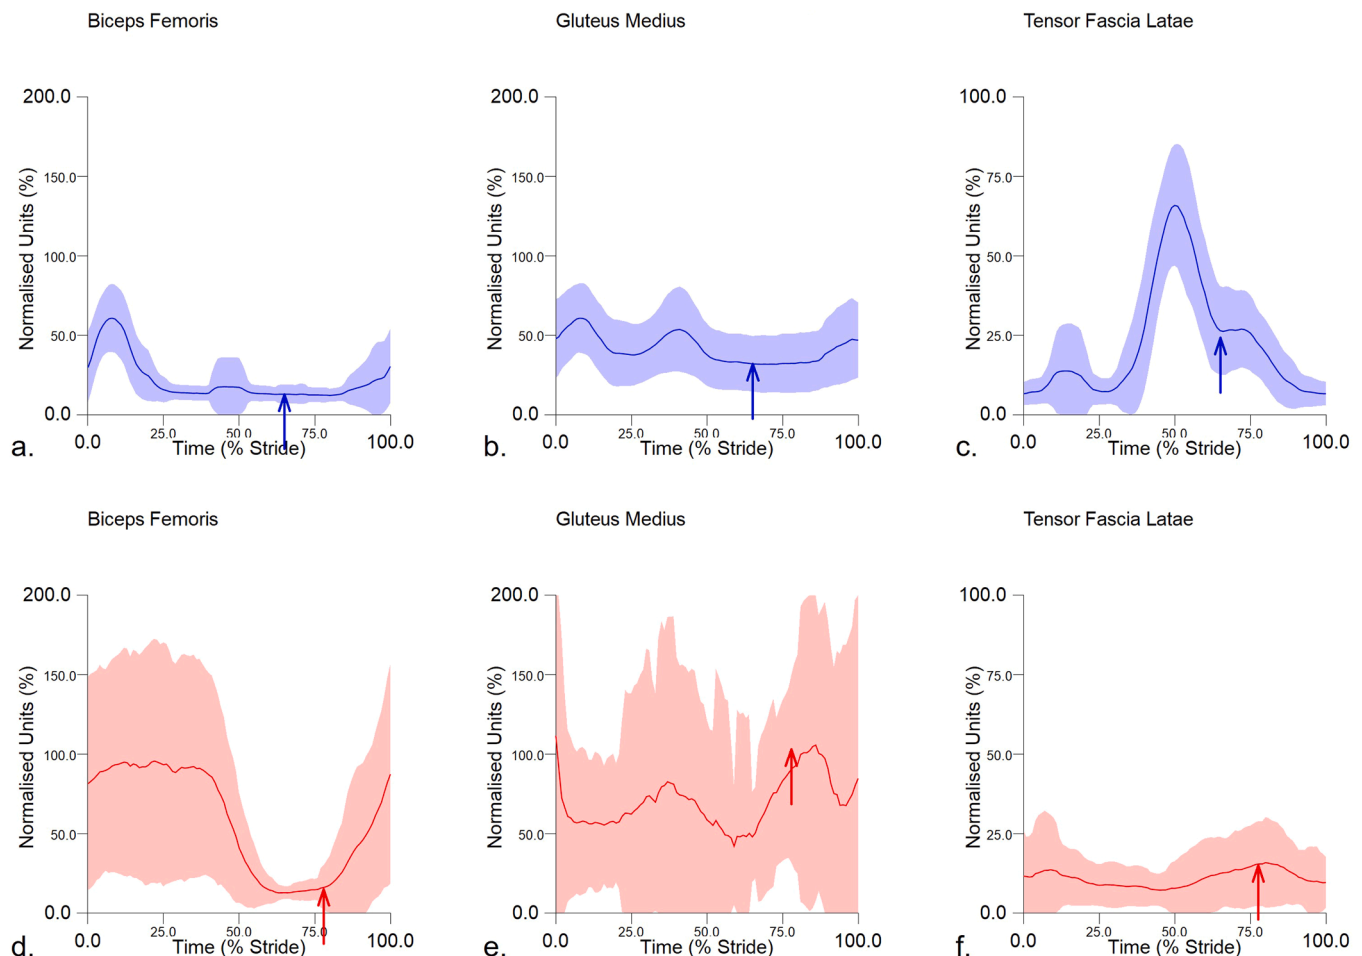 Biceps Femoris
Gluteus Medius
Tensor Fascia Latae
200.0
150.0
100.0
50.0
0.0
Normalised Units (%)
0.0 25.0 50.0 75.0 100.0
Time (% Stride)
a.
200.0
150.0
100.0
50.0
0.0
Normalised Units (%)
0.0 25.0 50.0 75.0 100.0
Time (% Stride)
b.
100.0
75.0
50.0
25.0
0.0
Normalised Units (%)
0.0 25.0 50.0 75.0 100.0
Time (% Stride)
c.
Biceps Femoris
Gluteus Medius
Tensor Fascia Latae
200.0
150.0
100.0
50.0
0.0
Normalised Units (%)
0.0 25.0 50.0 75.0 100.0
Time (% Stride)
d.
200.0
150.0
100.0
50.0
0.0
Normalised Units (%)
0.0 25.0 50.0 75.0 100.0
Time (% Stride)
e.
100.0
75.0
50.0
25.0
0.0
Normalised Units (%)
0.0 25.0 50.0 75.0 100.0
Time (% Stride)
f.